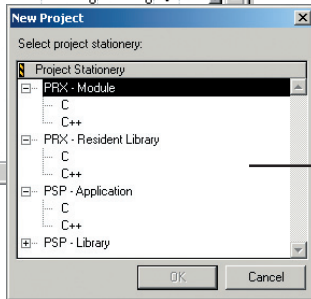 New Project
Select project stationery:
Project Stationery
PRX - Module
C
C++
PRX - Resident Library
C
C++
PSP - Application
C
C++
PSP - Library
OK
Cancel